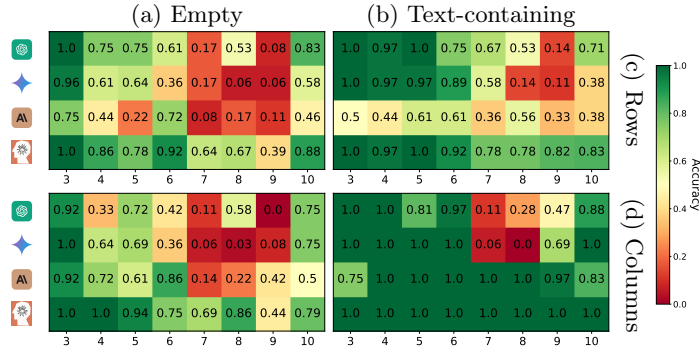 (a) Empty (b) Text-containing
1.0 0.75 0.75 0.61 0.17 0.53 0.08 0.83 1.0 0.97 1.0 0.75 0.67 0.53 0.14 0.71
0.96 0.61 0.64 0.36 0.17 0.06 0.06 0.58 1.0 0.97 0.97 0.89 0.58 0.14 0.11 0.38
A\ 0.75 0.44 0.22 0.72 0.08 0.17 0.11 0.46 0.5 0.44 0.61 0.61 0.36 0.56 0.33 0.38
1.0 0.86 0.78 0.92 0.64 0.67 0.39 0.88 1.0 0.97 1.0 0.92 0.78 0.78 0.82 0.83
3 4 5 6 7 8 9 10 3 4 5 6 7 8 9 10
(c) Rows
0.92 0.33 0.72 0.42 0.11 0.58 0.0 0.75 1.0 1.0 0.81 0.97 0.11 0.28 0.47 0.88
1.0 0.64 0.69 0.36 0.06 0.03 0.08 0.75 1.0 1.0 1.0 1.0 0.06 0.0 0.69 1.0
A\ 0.92 0.72 0.61 0.86 0.14 0.22 0.42 0.5 0.75 1.0 1.0 1.0 1.0 1.0 0.97 0.83
1.0 1.0 0.94 0.75 0.69 0.86 0.44 0.79 1.0 1.0 1.0 1.0 1.0 1.0 1.0 1.0
3 4 5 6 7 8 9 10 3 4 5 6 7 8 9 10
(d) Columns
1.0
0.8
0.6
0.4
0.2
0.0
Accuracy